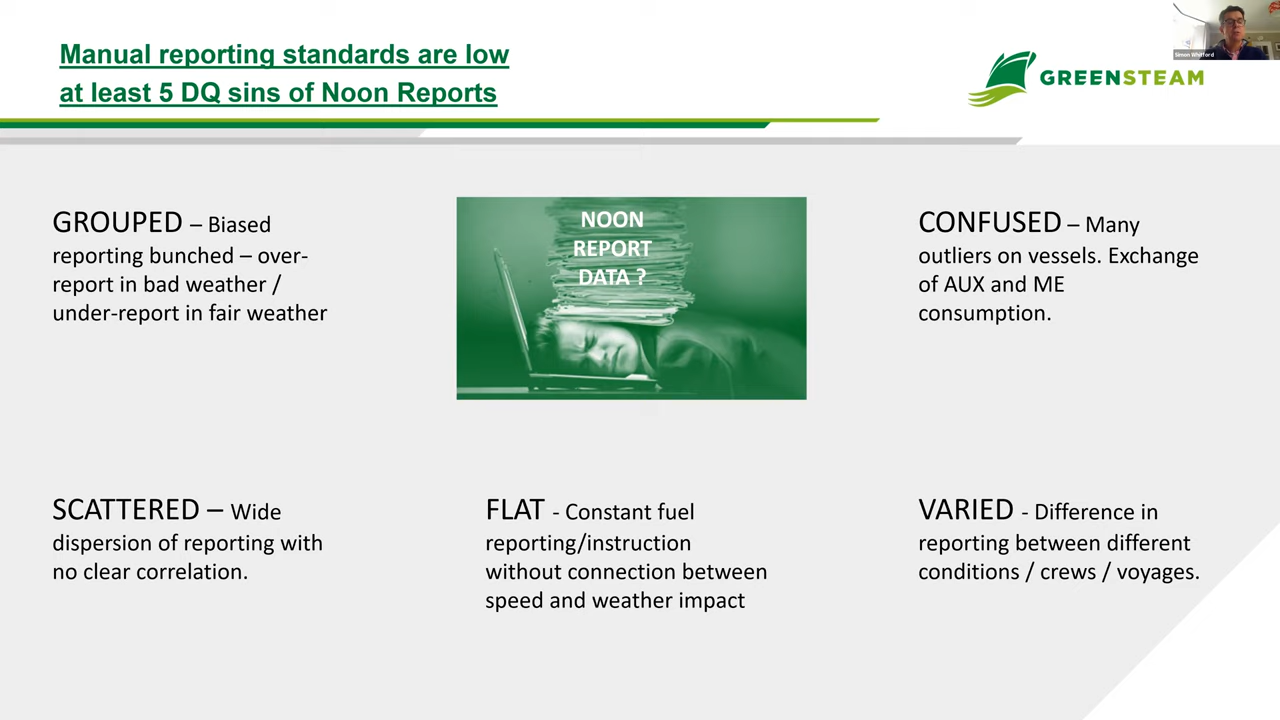 Manual reporting standards are low
at least 5 DQ sins of Noon Reports
Simon Whitford
GREENSTEAM
GROUPED – Biased
reporting bunched – over-
report in bad weather /
under-report in fair weather
NOON
REPORT
DATA ?
CONFUSED – Many
outliers on vessels. Exchange
of AUX and ME
consumption.
SCATTERED – Wide
dispersion of reporting with
no clear correlation.
FLAT - Constant fuel
reporting/instruction
without connection between
speed and weather impact
VARIED - Difference in
reporting between different
conditions / crews / voyages.